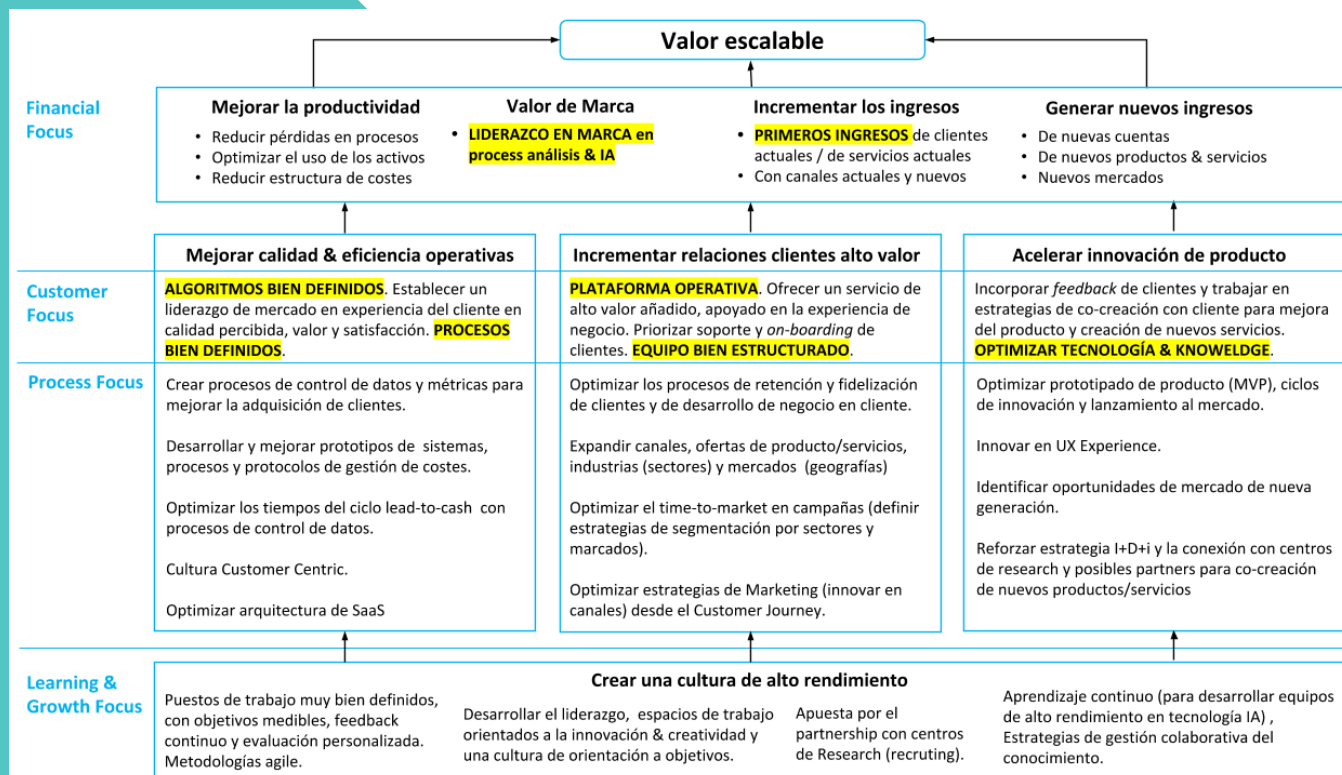 Valor escalable
Financial
Focus
Mejorar la productividad
• Reducir pérdidas en procesos
• Optimizar el uso de los activos
• Reducir estructura de costes
Valor de Marca
• LIDERAZCO EN MARCA en
process análisis & IA
Incrementar los ingresos
• PRIMEROS INGRESOS de clientes
actuales / de servicios actuales
• Con canales actuales y nuevos
Generar nuevos ingresos
• De nuevas cuentas
• De nuevos productos & servicios
• Nuevos mercados
Mejorar calidad & eficiencia operativas
Incrementar relaciones clientes alto valor
Acelerar innovación de producto
Customer
Focus
ALGORITMOS BIEN DEFINIDOS. Establecer un
liderazgo de mercado en experiencia del cliente en
calidad percibida, valor y satisfacción. PROCESOS
BIEN DEFINIDOS.
PLATAFORMA OPERATIVA. Ofrecer un servicio de
alto valor añadido, apoyado en la experiencia de
negocio. Priorizar soporte y on-boarding de
clientes. EQUIPO BIEN ESTRUCTURADO.
Incorporar feedback de clientes y trabajar en
estrategias de co-creación con cliente para mejora
del producto y creación de nuevos servicios.
OPTIMIZAR TECNOLOGÍA & KNOWELDGE.
Process Focus
Crear procesos de control de datos y métricas para
mejorar la adquisición de clientes.
Desarrollar y mejorar prototipos de sistemas,
procesos y protocolos de gestión de costes.
Optimizar los tiempos del ciclo lead-to-cash con
procesos de control de datos.
Cultura Customer Centric.
Optimizar arquitectura de SaaS
Optimizar los procesos de retención y fidelización
de clientes y de desarrollo de negocio en cliente.
Expandir canales, ofertas de producto/servicios,
industrias (sectores) y mercados (geografías)
Optimizar el time-to-market en campañas (definir
estrategias de segmentación por sectores y
marcados).
Optimizar estrategias de Marketing (innovar en
canales) desde el Customer Journey.
Optimizar prototipado de producto (MVP), ciclos
de innovación y lanzamiento al mercado.
Innovar en UX Experience.
Identificar oportunidades de mercado de nueva
generación.
Reforzar estrategia I+D+i y la conexión con centros
de research y posibles partners para co-creación
de nuevos productos/servicios
Learning &
Growth Focus
Crear una cultura de alto rendimiento
Puestos de trabajo muy bien definidos,
con objetivos medibles, feedback
continuo y evaluación personalizada.
Metodologías agile.
Desarrollar el liderazgo, espacios de trabajo
orientados a la innovación & creatividad y
una cultura de orientación a objetivos.
Apuesta por el
partnership con centros
de Research (recruting).
Aprendizaje continuo (para desarrollar equipos
de alto rendimiento en tecnología IA) ,
Estrategias de gestión colaborativa del
conocimiento.